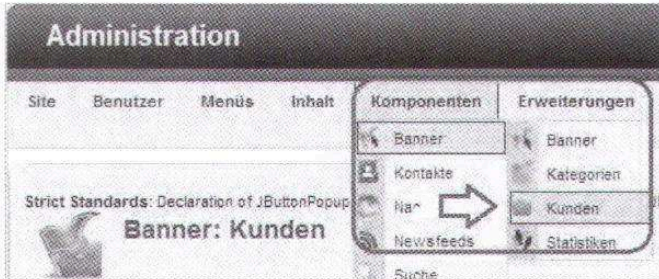 Administration
Site Benutzer Menüs Inhalt Komponenten Erweiterungen
Banner Banner
Kontakte Kategorien
Strict Standards: Declaration of JButtonPopup
Kunden
Banner: Kunden
Newsfeeds Statistiken
Suche